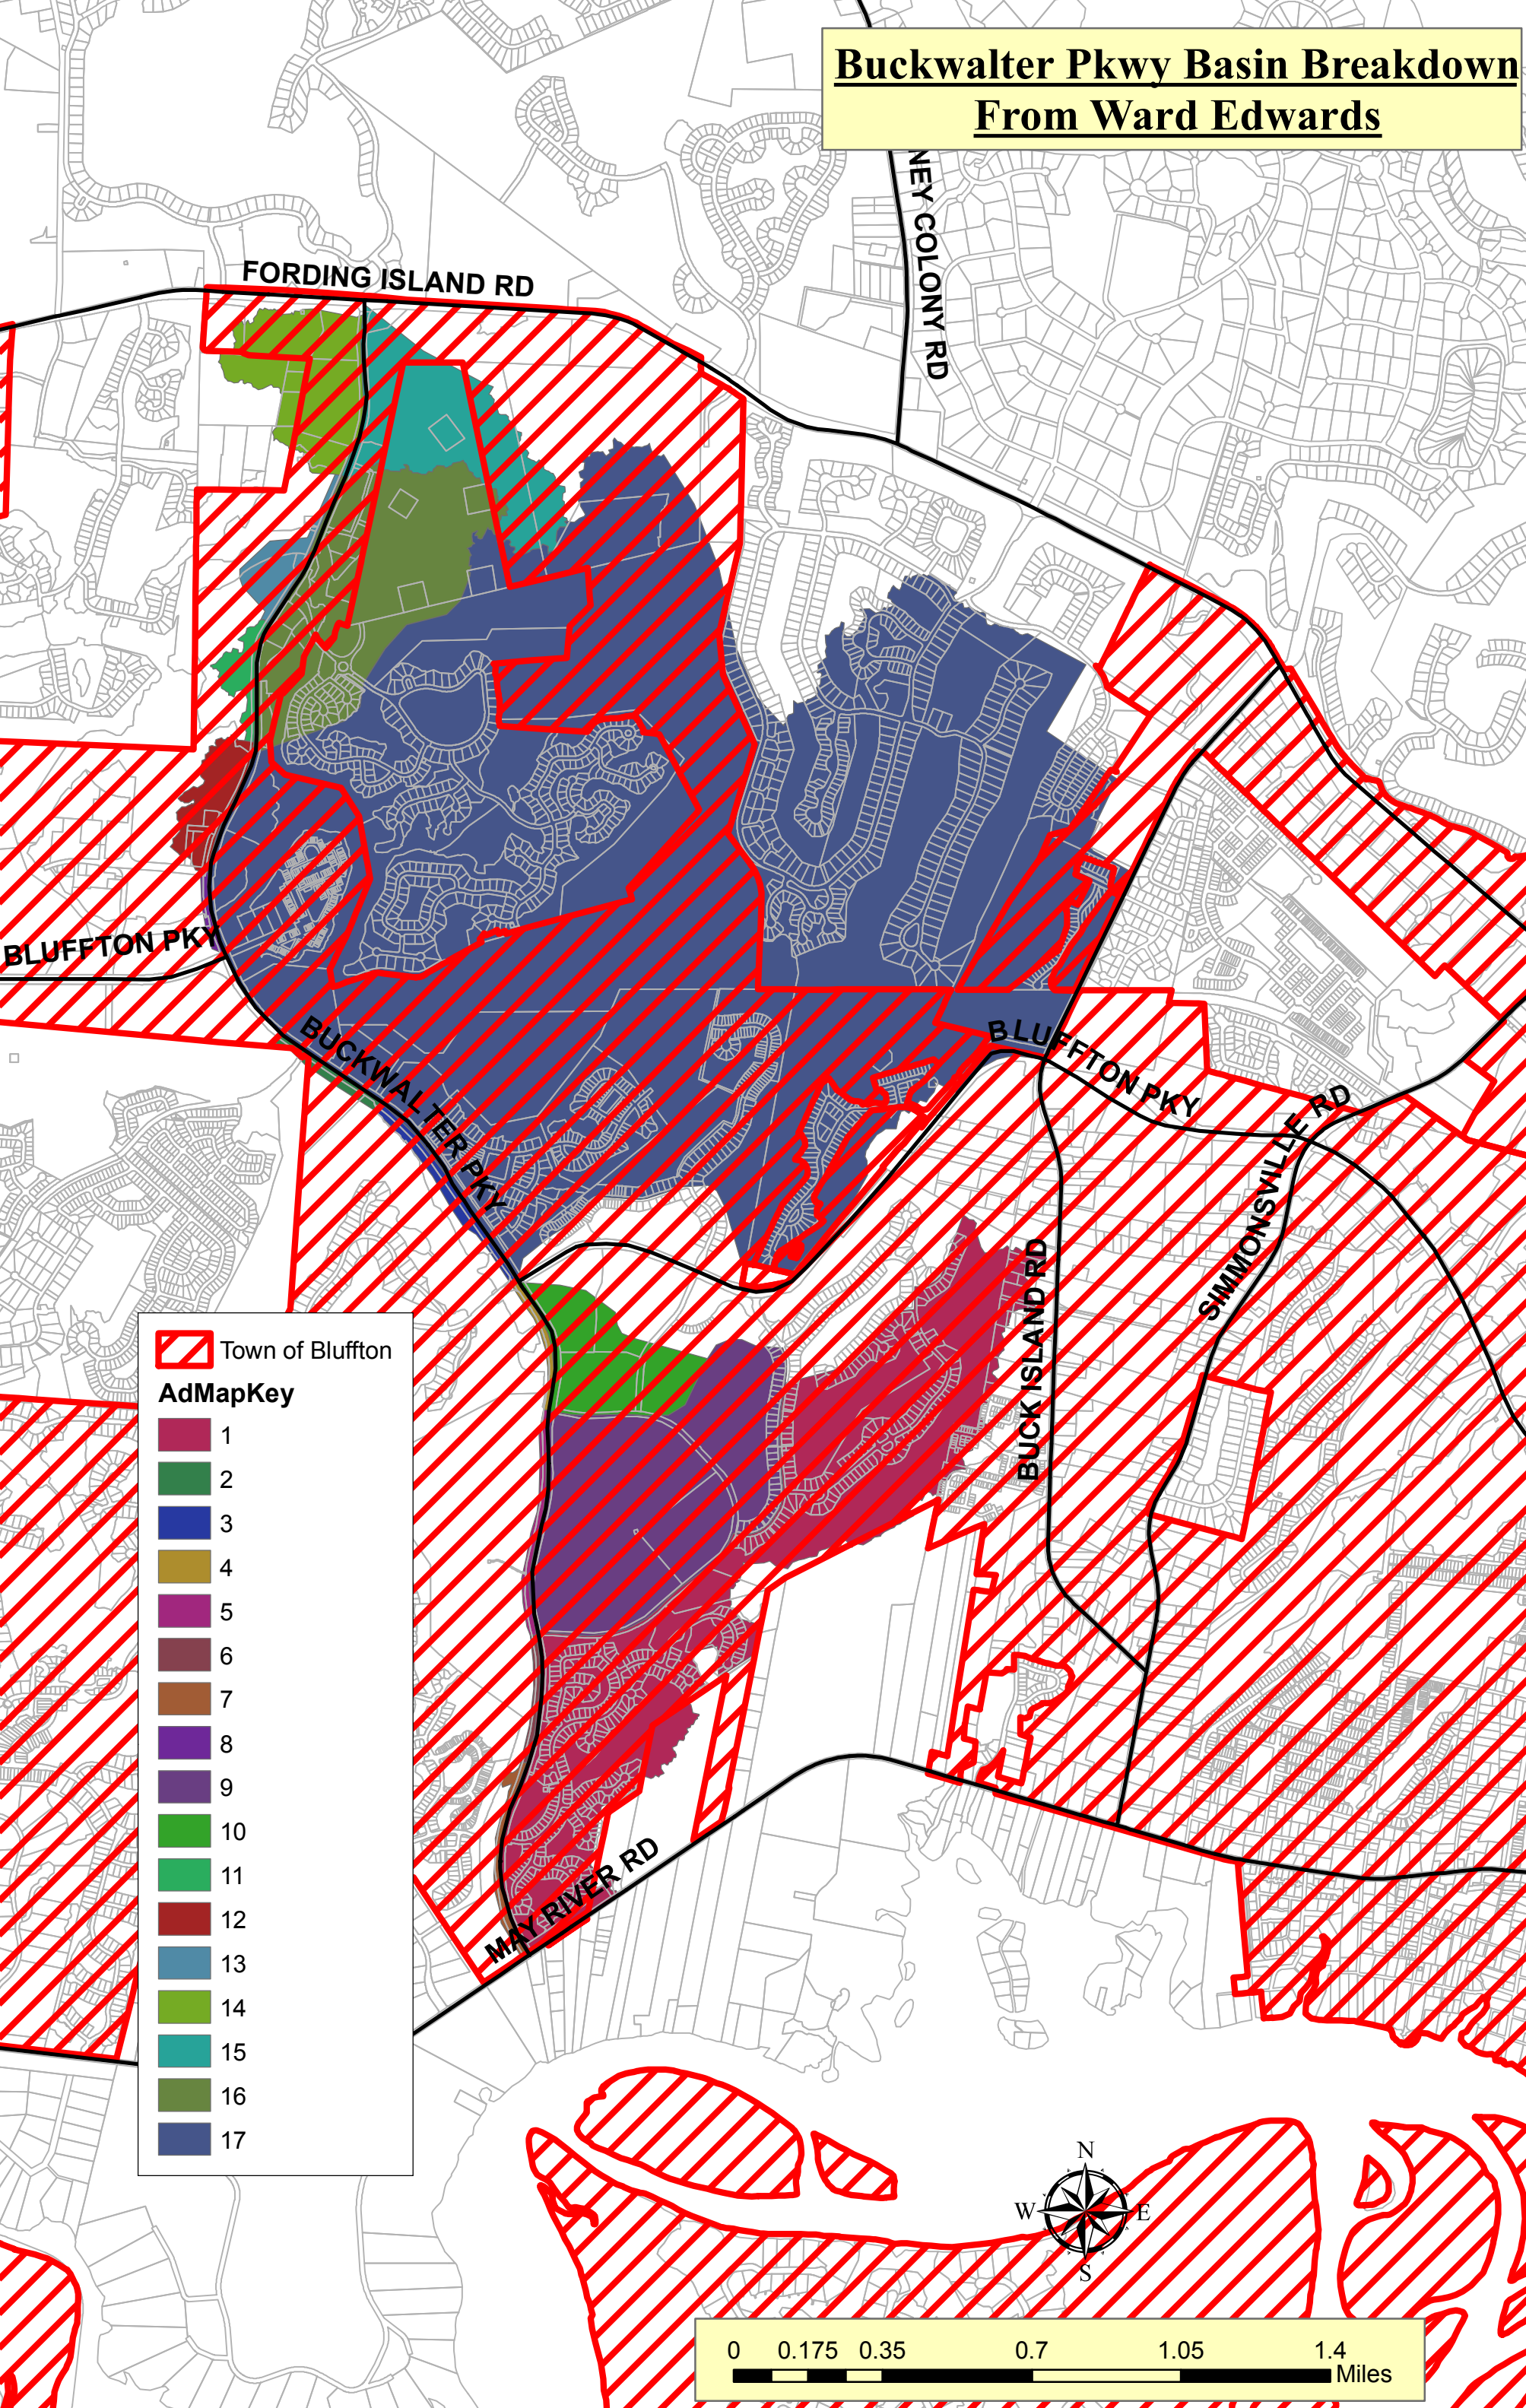 Buckwalter Pkwy Basin Breakdown
From Ward Edwards
NEY COLONY RD
FORDING ISLAND RD
BLUFFTON PKY
BUCKWALTER PKY
BLUFFTON PKY
SIMMONSVILLE RD
BUCK ISLAND RD
MAY RIVER RD
Town of Bluffton
AdMapKey
1
2
3
4
5
6
7
8
9
10
11
12
13
14
15
16
17
N
W E
S
0 0.175 0.35 0.7 1.05 1.4
Miles